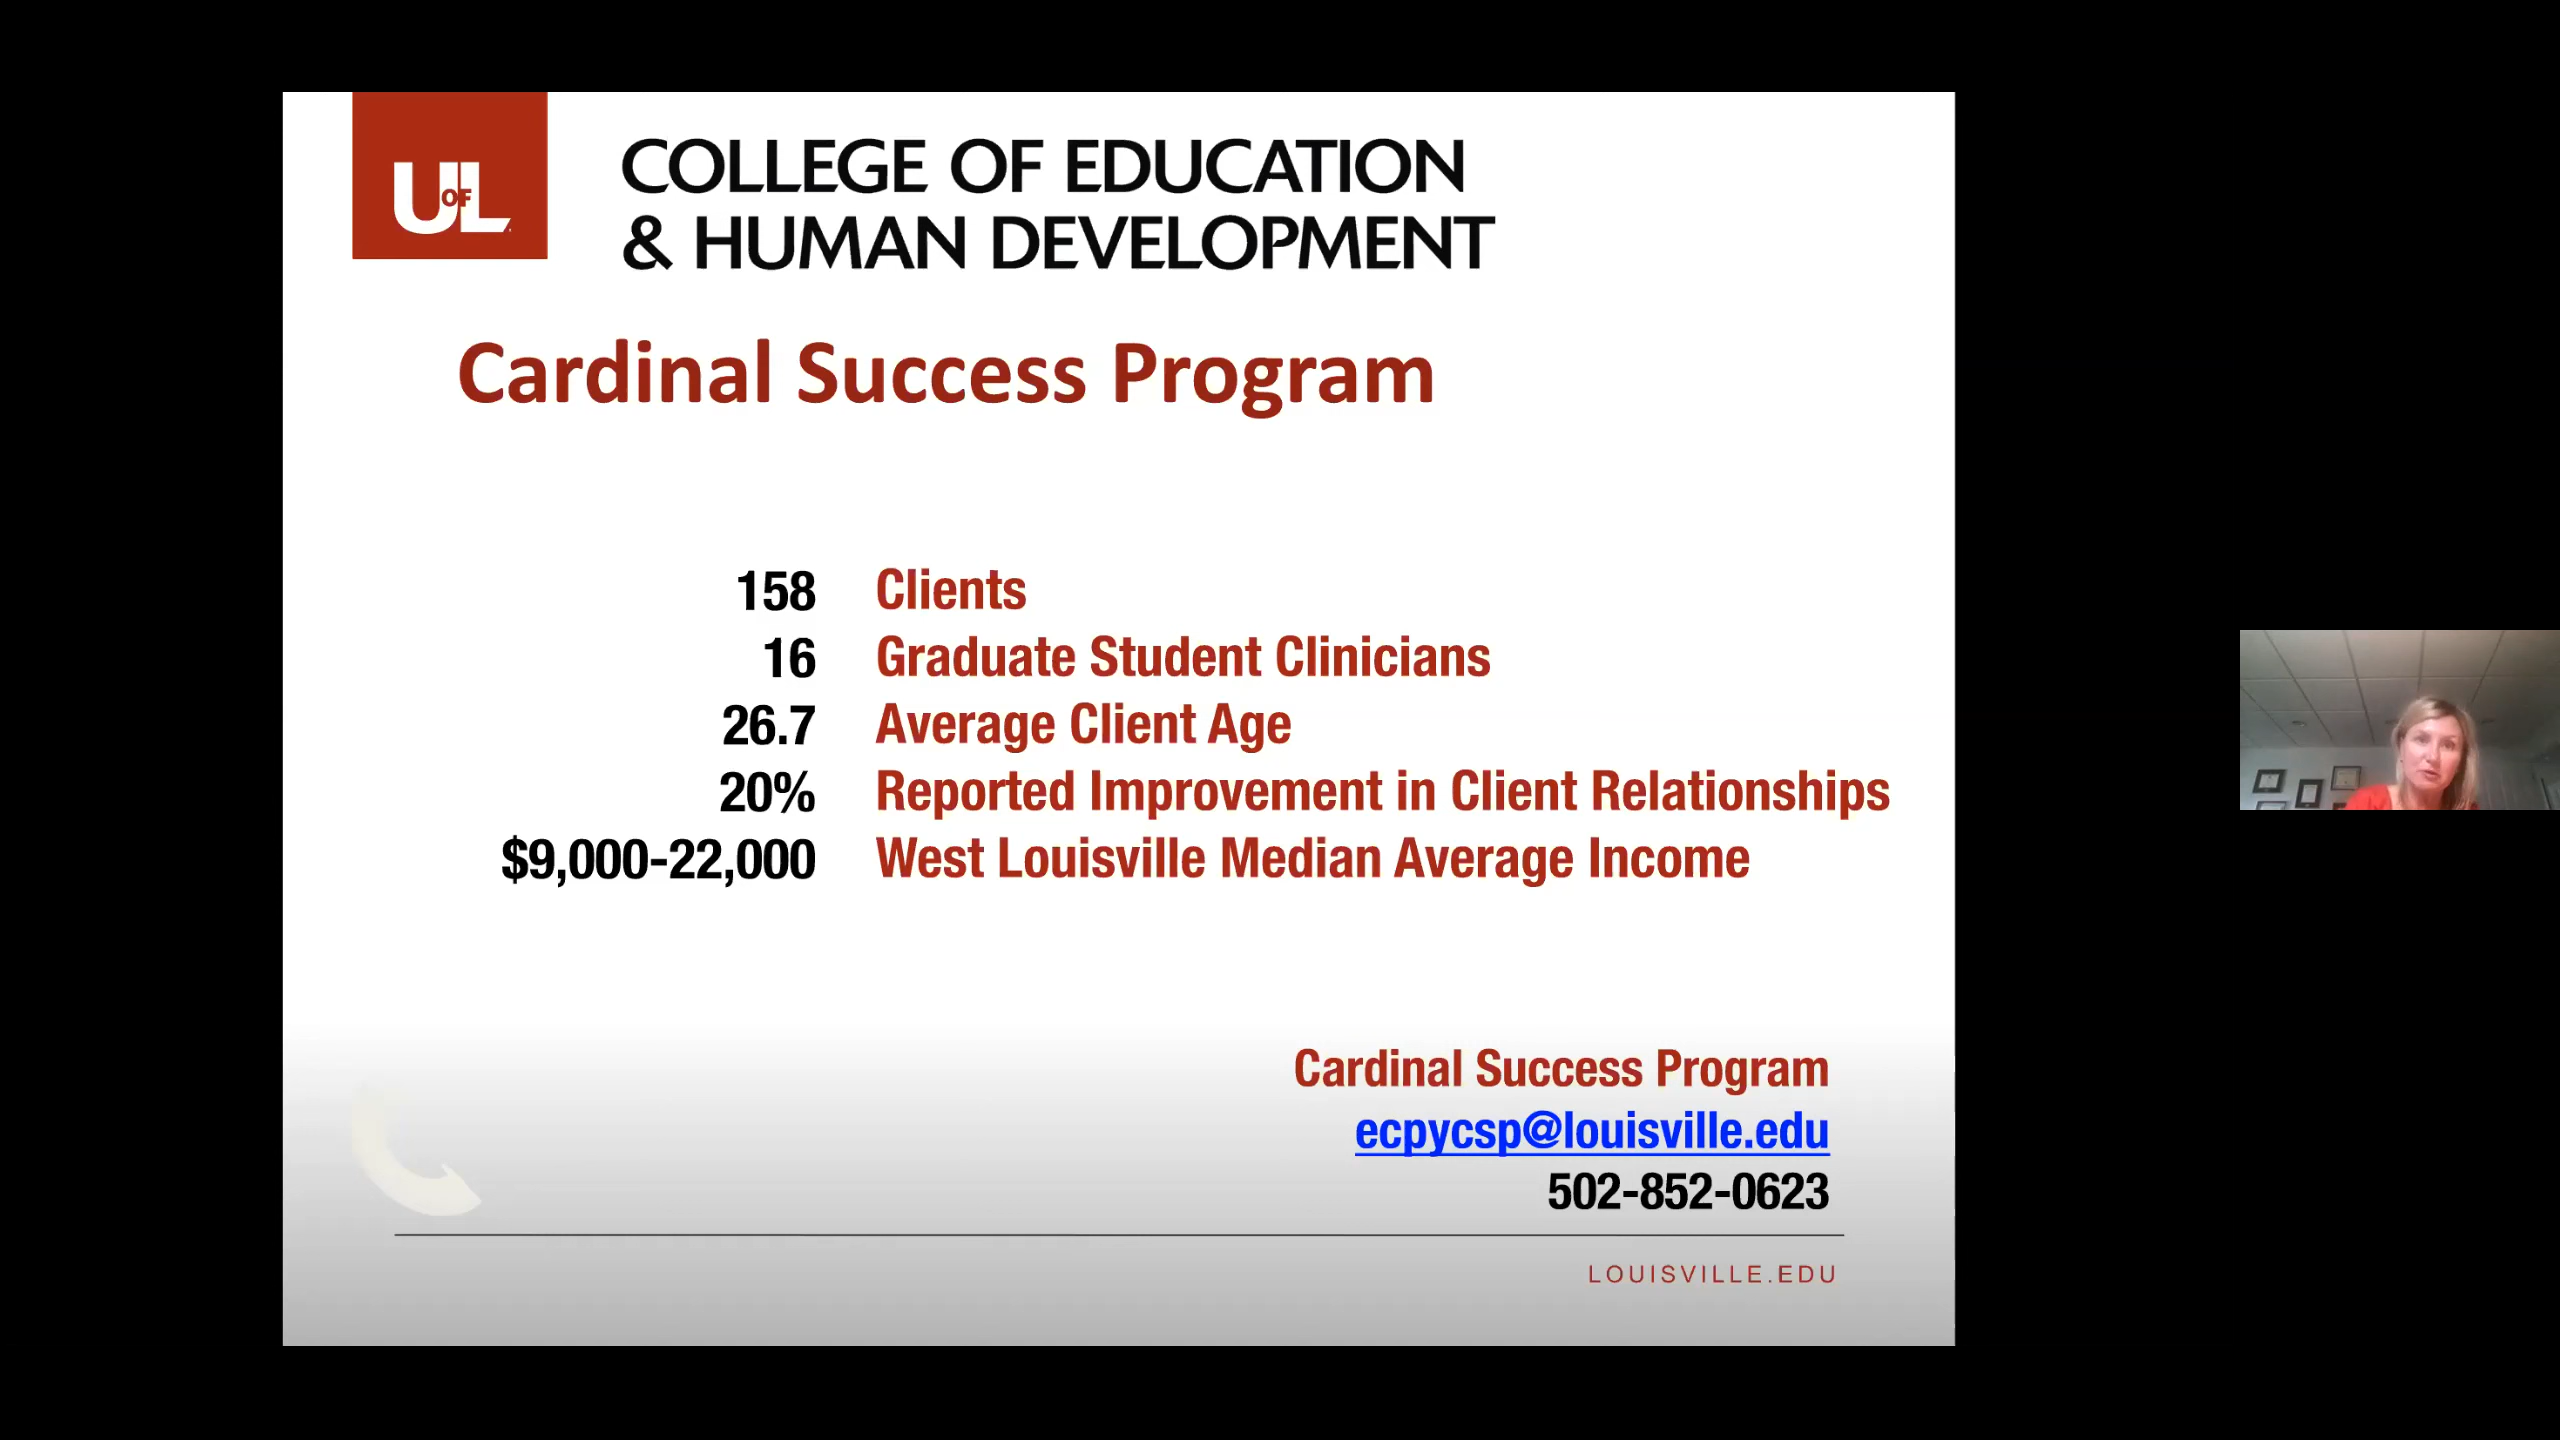 UofL
COLLEGE OF EDUCATION
& HUMAN DEVELOPMENT
Cardinal Success Program
158 Clients
16 Graduate Student Clinicians
26.7 Average Client Age
20% Reported Improvement in Client Relationships
$9,000-22,000 West Louisville Median Average Income
Cardinal Success Program
ecpycsp@louisville.edu
502-852-0623
LOUISVILLE.EDU